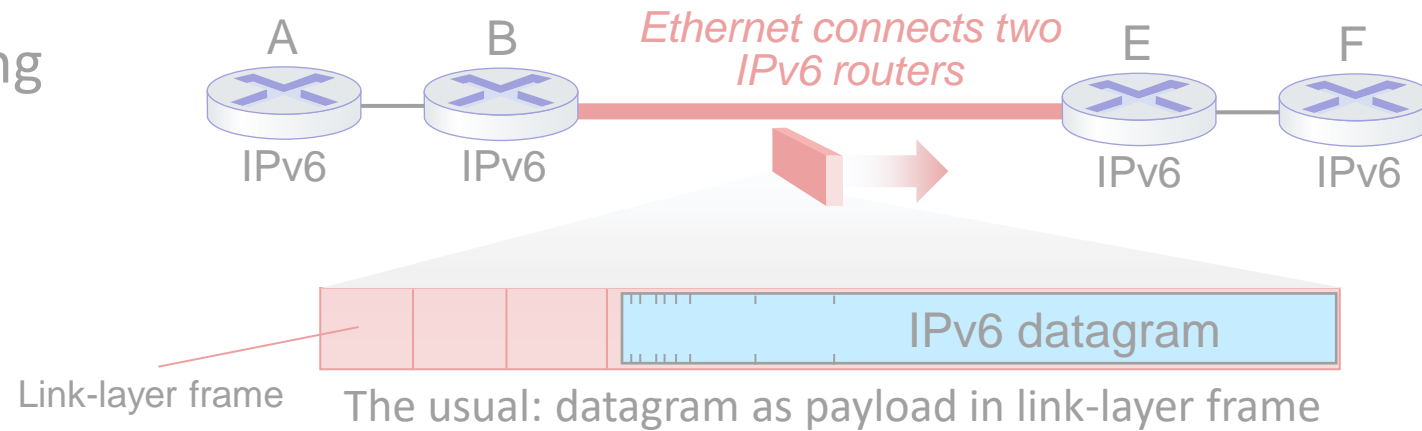 ng
A
B
Ethernet connects two
IPv6 routers
E
F
IPv6
IPv6
IPv6
IPv6
IPv6 datagram
Link-layer frame
The usual: datagram as payload in link-layer frame